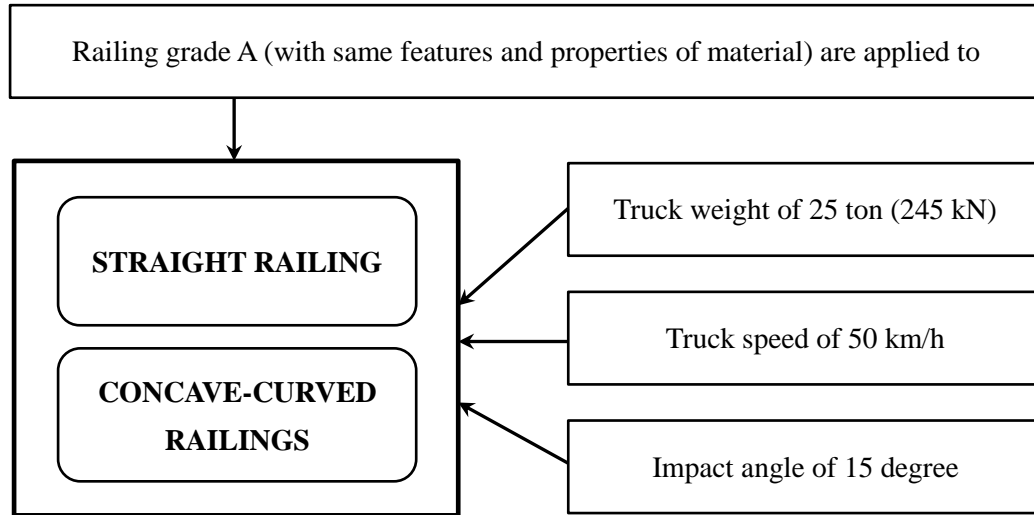 Railing grade A (with same features and properties of material) are applied to
STRAIGHT RAILING
CONCAVE-CURVED
RAILINGS
Truck weight of 25 ton (245 kN)
Truck speed of 50 km/h
Impact angle of 15 degree